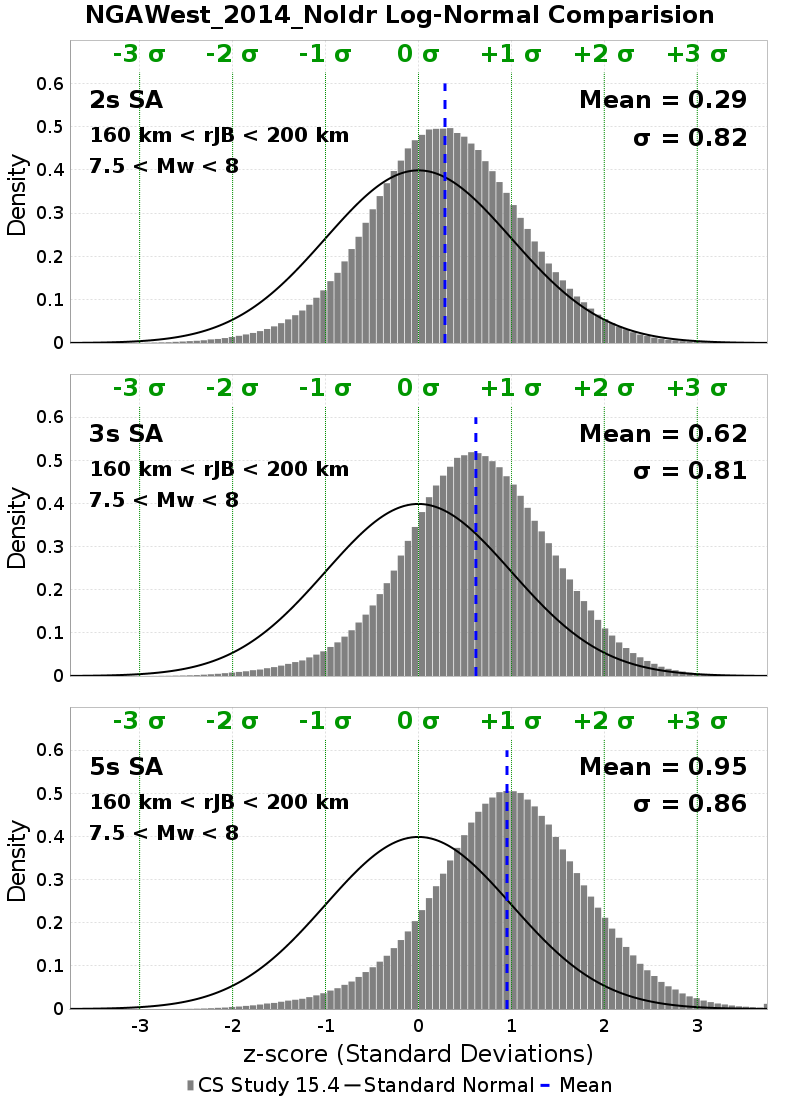 NGAWest_2014_NoIdr Log-Normal Comparision
-3 σ -2 σ -1 σ 0 σ +1 σ +2 σ +3 σ
2s SA
Mean = 0.29
160 km < rJB < 200 km
σ = 0.82
7.5 < Mw < 8
Density
0.6
0.5
0.4
0.3
0.2
0.1
0
-3 σ -2 σ -1 σ 0 σ +1 σ +2 σ +3 σ
3s SA
Mean = 0.62
160 km < rJB < 200 km
σ = 0.81
7.5 < Mw < 8
Density
0.6
0.5
0.4
0.3
0.2
0.1
0
-3 σ -2 σ -1 σ 0 σ +1 σ +2 σ +3 σ
5s SA
Mean = 0.95
160 km < rJB < 200 km
σ = 0.86
7.5 < Mw < 8
Density
0.6
0.5
0.4
0.3
0.2
0.1
0
-3 -2 -1 0 1 2 3
z-score (Standard Deviations)
CS Study 15.4 Standard Normal Mean